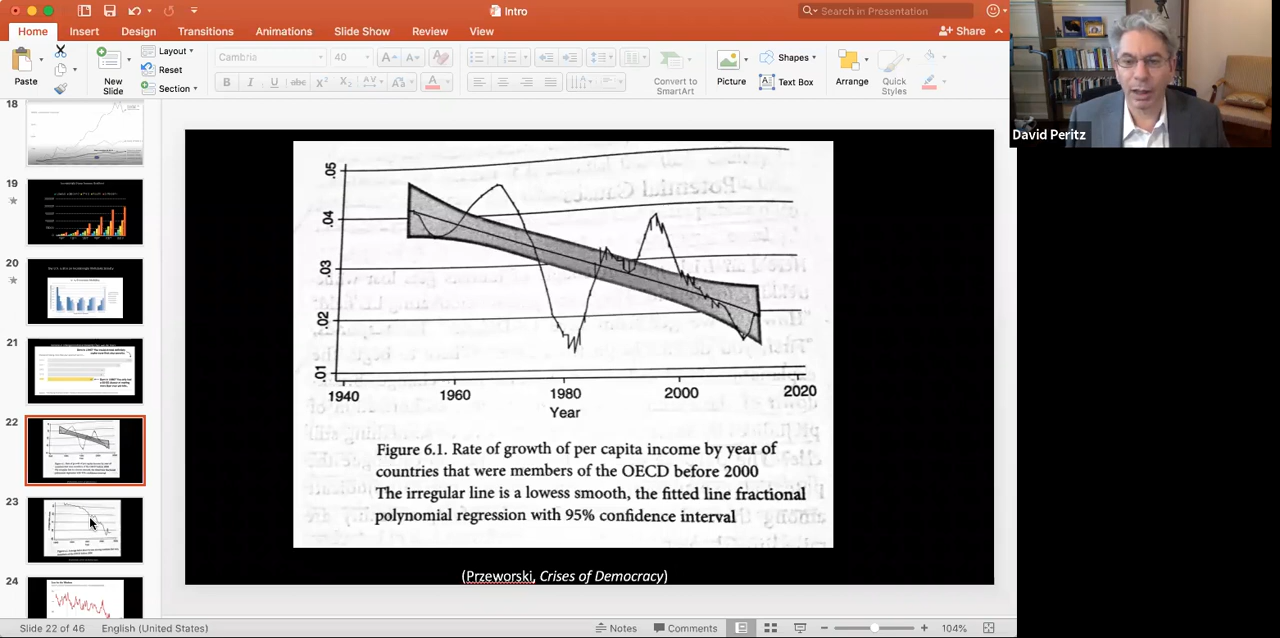 Intro
Search in Presentation
Home
Insert
Design
Transitions
Animations
Slide Show
Review
View
Share
Paste
New
Slide
Layout
Reset
Section
Cambria
40
Convert to
SmartArt
Picture
Shapes
Text Box
Arrange
Quick
Styles
David Peritz
18
19
20
21
22
23
24
.05
.04
.03
.02
.01
1940
1960
1980
2000
2020
Year
Figure 6.1. Rate of growth of per capita income by year of
countries that were members of the OECD before 2000
The irregular line is a lowess smooth, the fitted line fractional
polynomial regression with 95% confidence interval
(Przeworski, Crises of Democracy)
Slide 22 of 46
English (United States)
Notes
Comments
104%